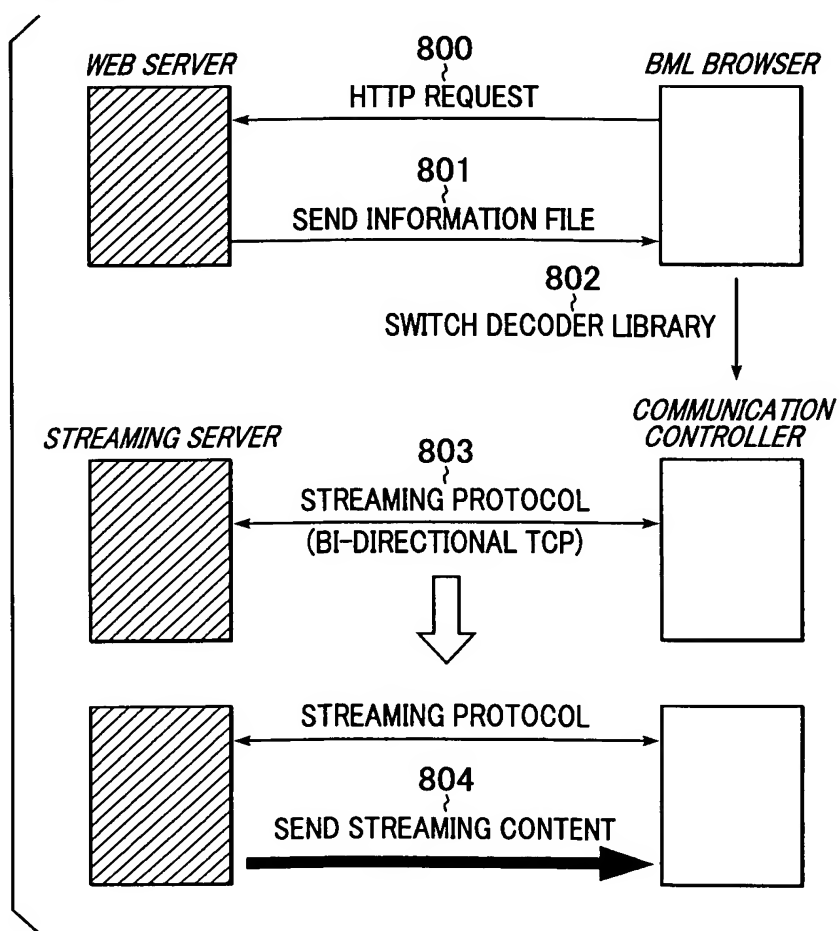 800
WEB SERVER
BML BROWSER
HTTP REQUEST
801
SEND INFORMATION FILE
802
SWITCH DECODER LIBRARY
STREAMING SERVER
COMMUNICATION
CONTROLLER
803
STREAMING PROTOCOL
(BI-DIRECTIONAL TCP)
STREAMING PROTOCOL
804
SEND STREAMING CONTENT